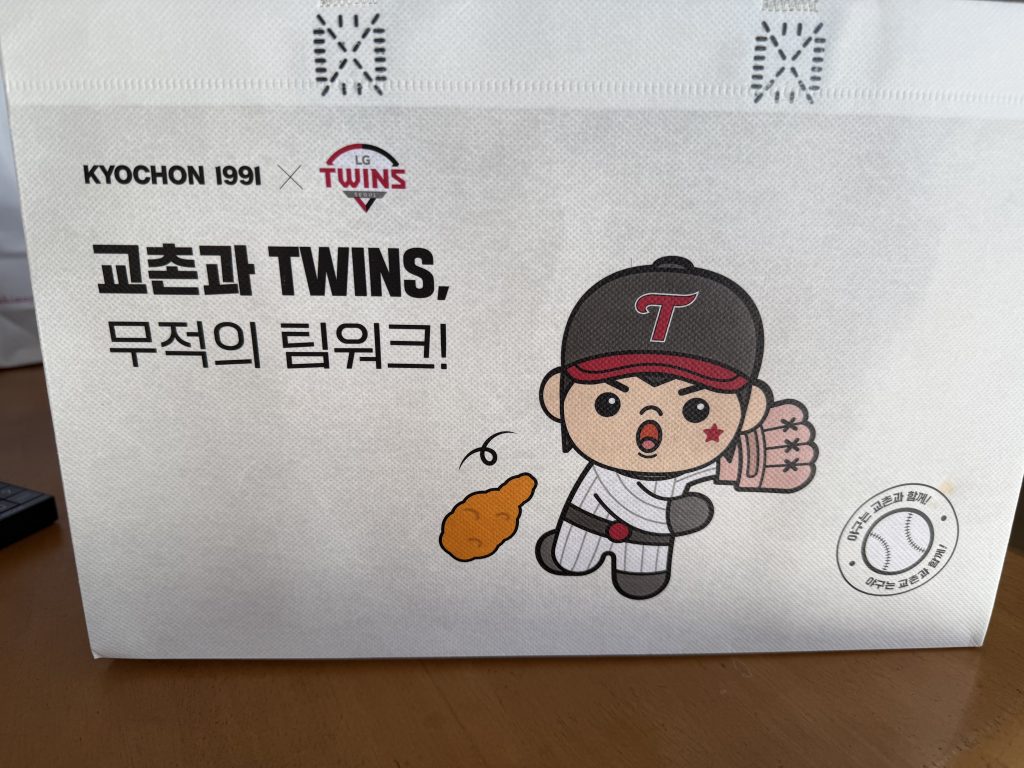 KYOCHON 1991 × LG TWINS SEOUL
교촌과 TWINS,
무적의 팀워크!
T
야구는 교촌과 함께!
야구는 교촌과 함께!